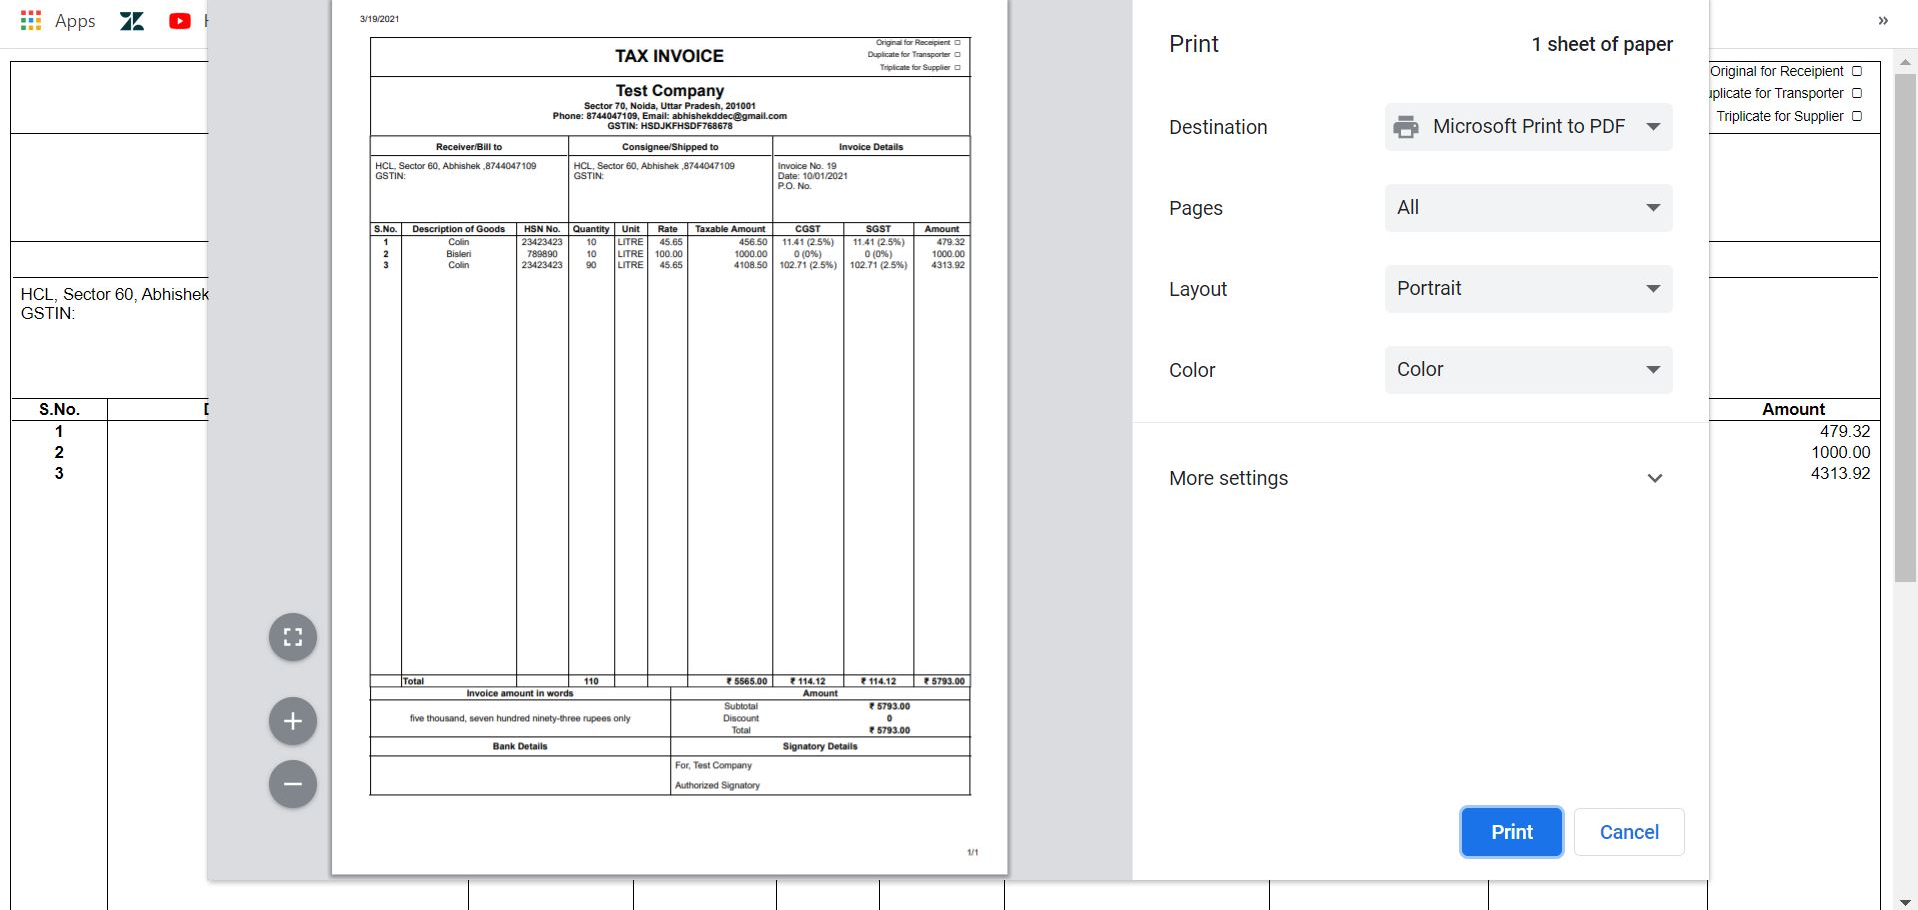 Apps
»
3/19/2021
TAX INVOICE
Original for Receipient
Duplicate for Transporter
Triplicate for Supplier
Test Company
Sector 70, Noida, Uttar Pradesh, 201001
Phone: 8744047109, Email: abhishekddec@gmail.com
GSTIN: HSDJKFHSDF768678
Receiver/Bill to Consignee/Shipped to Invoice Details
HCL, Sector 60, Abhishek ,8744047109 HCL, Sector 60, Abhishek ,8744047109 Invoice No. 19
GSTIN: GSTIN: Date: 10/01/2021
P.O. No.
S.No. Description of Goods HSN No. Quantity Unit Rate Taxable Amount CGST SGST Amount
1 Colin 23423423 10 LITRE 45.65 456.50 11.41 (2.5%) 11.41 (2.5%) 479.32
2 Bisleri 789890 10 LITRE 100.00 1000.00 0 (0%) 0 (0%) 1000.00
3 Colin 23423423 90 LITRE 45.65 4108.50 102.71 (2.5%) 102.71 (2.5%) 4313.92
Total 110 ₹ 5565.00 ₹ 114.12 ₹ 114.12 ₹ 5793.00
Invoice amount in words Amount
five thousand, seven hundred ninety-three rupees only
Subtotal ₹ 5793.00
Discount 0
Total ₹ 5793.00
Bank Details Signatory Details
For, Test Company
Authorized Signatory
1/1
Print 1 sheet of paper
Destination Microsoft Print to PDF
Pages All
Layout Portrait
Color Color
More settings
Print Cancel
HCL, Sector 60, Abhishek
GSTIN:
S.No.
1
2
3
Original for Receipient
uplicate for Transporter
Triplicate for Supplier
Amount
479.32
1000.00
4313.92